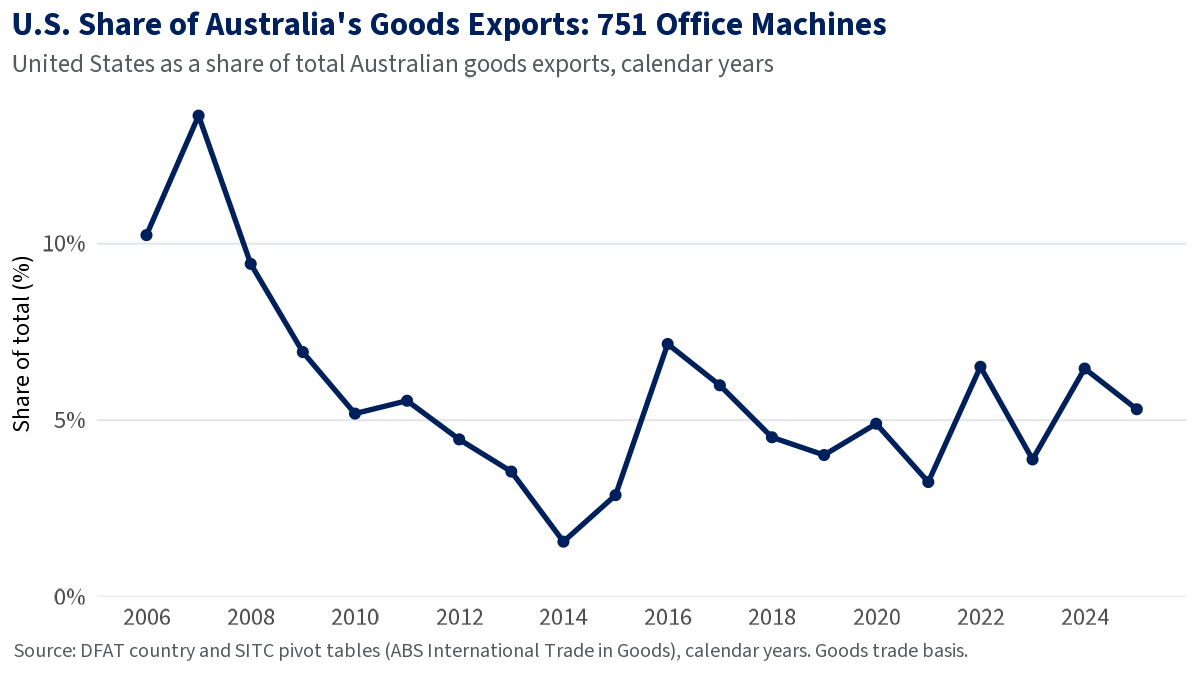 U.S. Share of Australia's Goods Exports: 751 Office Machines
United States as a share of total Australian goods exports, calendar years
Share of total (%)
10%
5%
0%
2006 2008 2010 2012 2014 2016 2018 2020 2022 2024
Source: DFAT country and SITC pivot tables (ABS International Trade in Goods), calendar years. Goods trade basis.